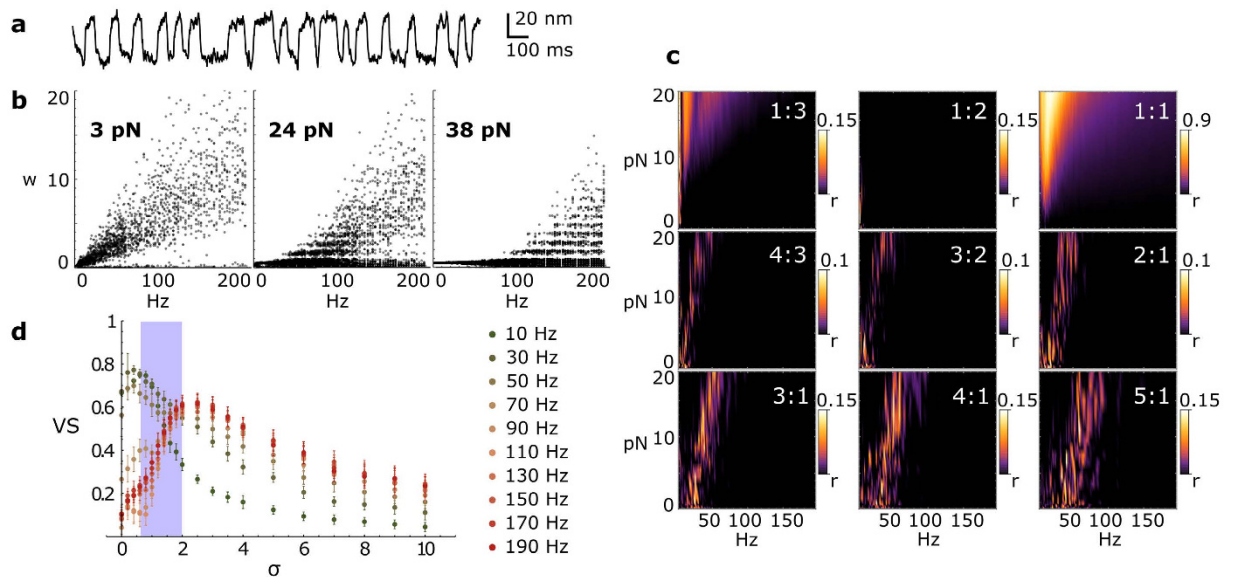 a
20 nm
100 ms
b
20
10
0
w
3 pN
24 pN
38 pN
0 100 200
0 100 200
0 100 200
Hz
Hz
Hz
c
1:3
1:2
1:1
20
10
0
pN
0.15
r
0.15
r
0.9
r
4:3
3:2
2:1
20
10
0
pN
0.1
r
0.1
r
0.1
r
3:1
4:1
5:1
20
10
0
pN
0.15
r
0.15
r
0.15
r
50 100 150
50 100 150
50 100 150
Hz
Hz
Hz
d
1
0.8
0.6
0.4
0.2
VS
0 2 4 6 8 10
σ
10 Hz
30 Hz
50 Hz
70 Hz
90 Hz
110 Hz
130 Hz
150 Hz
170 Hz
190 Hz